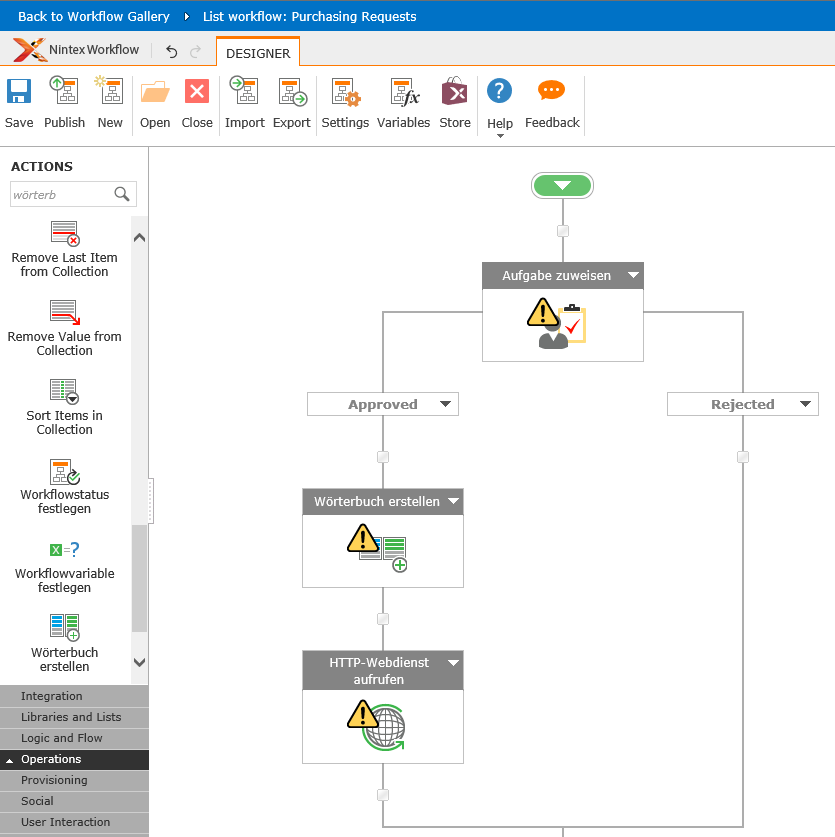 Back to Workflow Gallery List workflow: Purchasing Requests
Nintex Workflow DESIGNER
Save Publish New Open Close Import Export Settings Variables Store Help Feedback
ACTIONS
wörterb
Remove Last Item
from Collection
Remove Value from
Collection
Sort Items in
Collection
Workflowstatus
festlegen
X=?
Workflowvariable
festlegen
Wörterbuch
erstellen
Integration
Libraries and Lists
Logic and Flow
Operations
Provisioning
Social
User Interaction
Aufgabe zuweisen
Approved
Rejected
Wörterbuch erstellen
HTTP-Webdienst
aufrufen